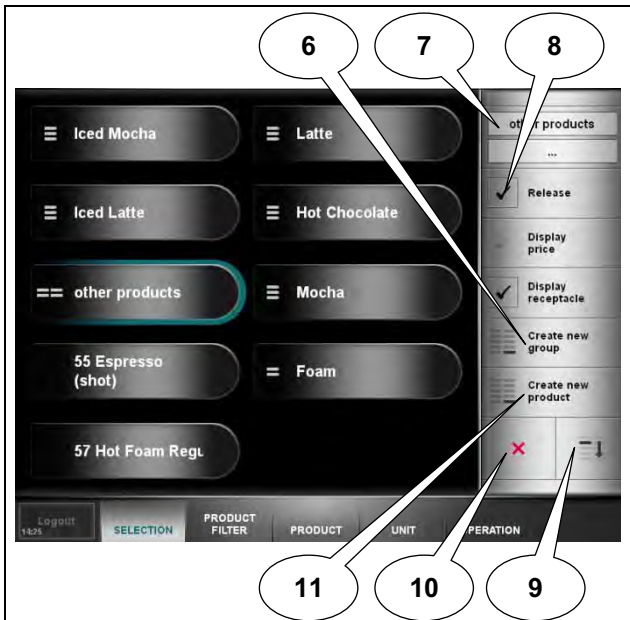 6
7
8
Iced Mocha
Latte
other products
...
Release
Iced Latte
Hot Chocolate
Display
price
other products
Mocha
Display
receptacle
Create new
group
55 Espresso
(shot)
Foam
Create new
product
57 Hot Foam Regu
Logout
14:25
SELECTION
PRODUCT
FILTER
PRODUCT
UNIT
PERATION
11
10
9